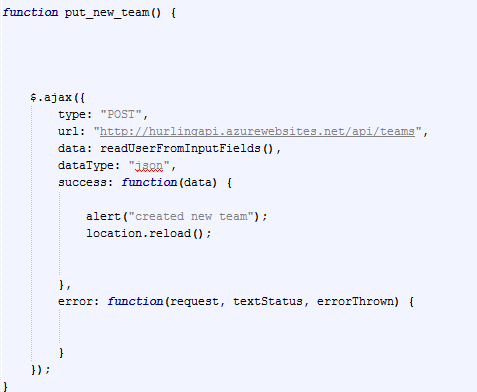 function put_new_team() {
$.ajax({
type: "POST",
url: "http://hurlingapi.azurewebsites.net/api/teams",
data: readUserFromInputFields(),
dataType: "json",
success: function(data) {
alert("created new team");
location.reload();
},
error: function(request, textStatus, errorThrown) {
}
});
}